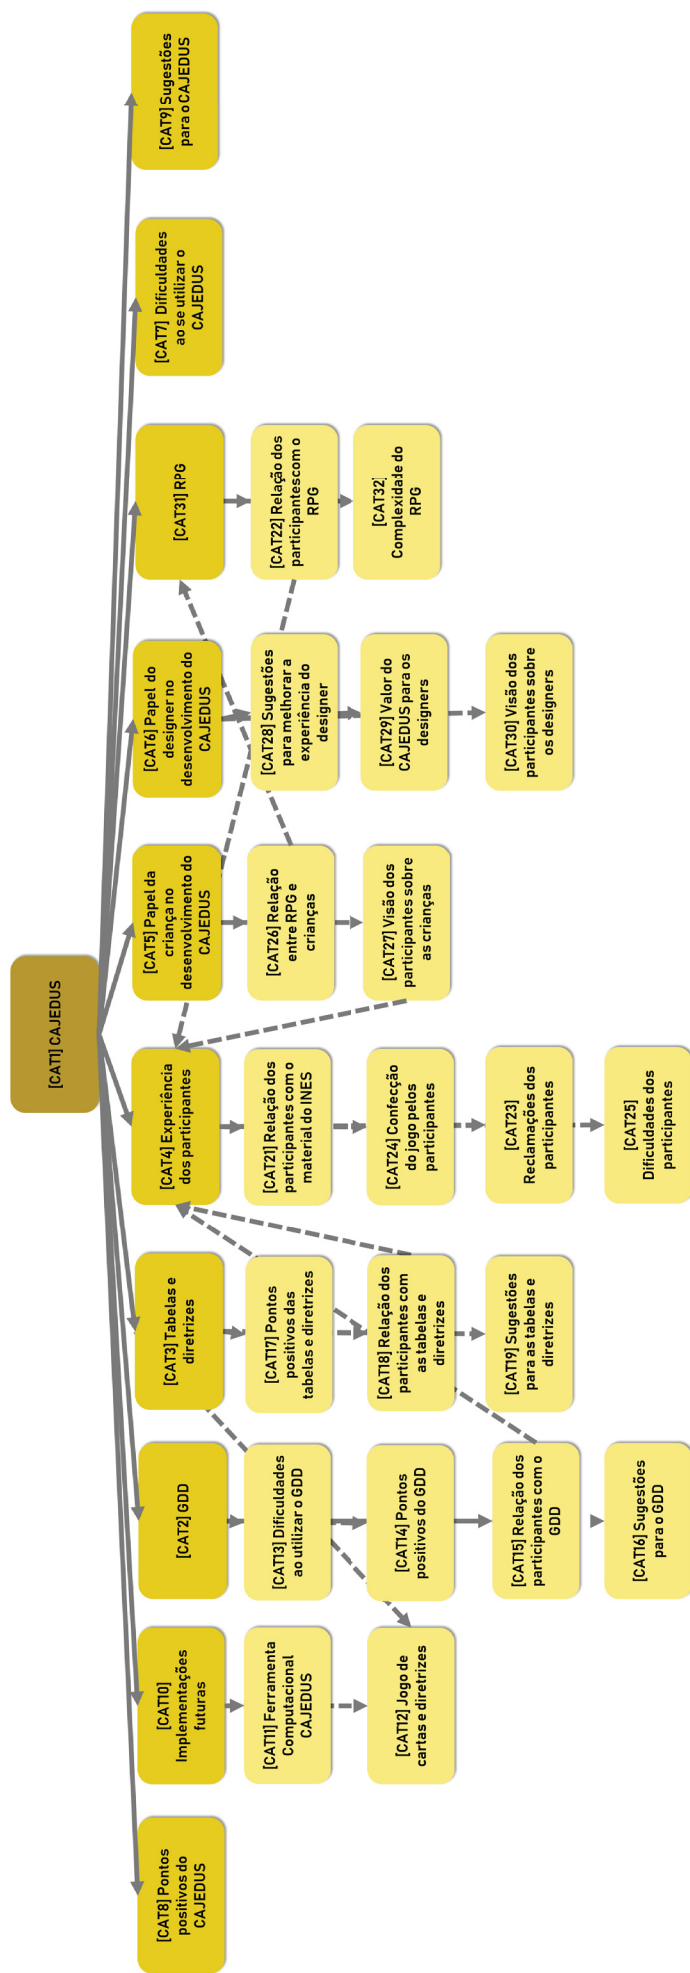 [CAT1] CAJEDUS
[CAT8] Pontos
positivos do
CAJEDUS
[CAT10]
Implementações
futuras
[CAT2] GDD
[CAT3] Tabelas e
diretrizes
[CAT4] Experiência
dos participantes
[CAT5] Papel da
criança no
desenvolvimento do
CAJEDUS
[CAT6] Papel do
designer no
desenvolvimento do
CAJEDUS
[CAT31] RPG
[CAT7] Dificuldades
ao se utilizar o
CAJEDUS
[CAT9] Sugestões
para o CAJEDUS
[CAT11] Ferramenta
Computacional
CAJEDUS
[CAT13] Dificuldades
ao utilizar o GDD
[CAT17] Pontos
positivos das
tabelas e diretrizes
[CAT21] Relação dos
participantes com o
material do INES
[CAT26] Relação
entre RPG e
crianças
[CAT28] Sugestões
para melhorar a
experiência do
designer
[CAT22] Relação dos
participantescom o
RPG
[CAT12] Jogo de
cartas e diretrizes
[CAT14] Pontos
positivos do GDD
[CAT18] Relação dos
participantes com
as tabelas e
diretrizes
[CAT24] Confecção
do jogo pelos
participantes
[CAT27] Visão dos
participantes sobre
as crianças
[CAT29] Valor do
CAJEDUS para os
designers
[CAT32]
Complexidade do
RPG
[CAT15] Relação dos
participantes com o
GDD
[CAT19] Sugestões
para as tabelas e
diretrizes
[CAT23]
Reclamações dos
participantes
[CAT30] Visão dos
participantes sobre
os designers
[CAT16] Sugestões
para o GDD
[CAT25]
Dificuldades dos
participante